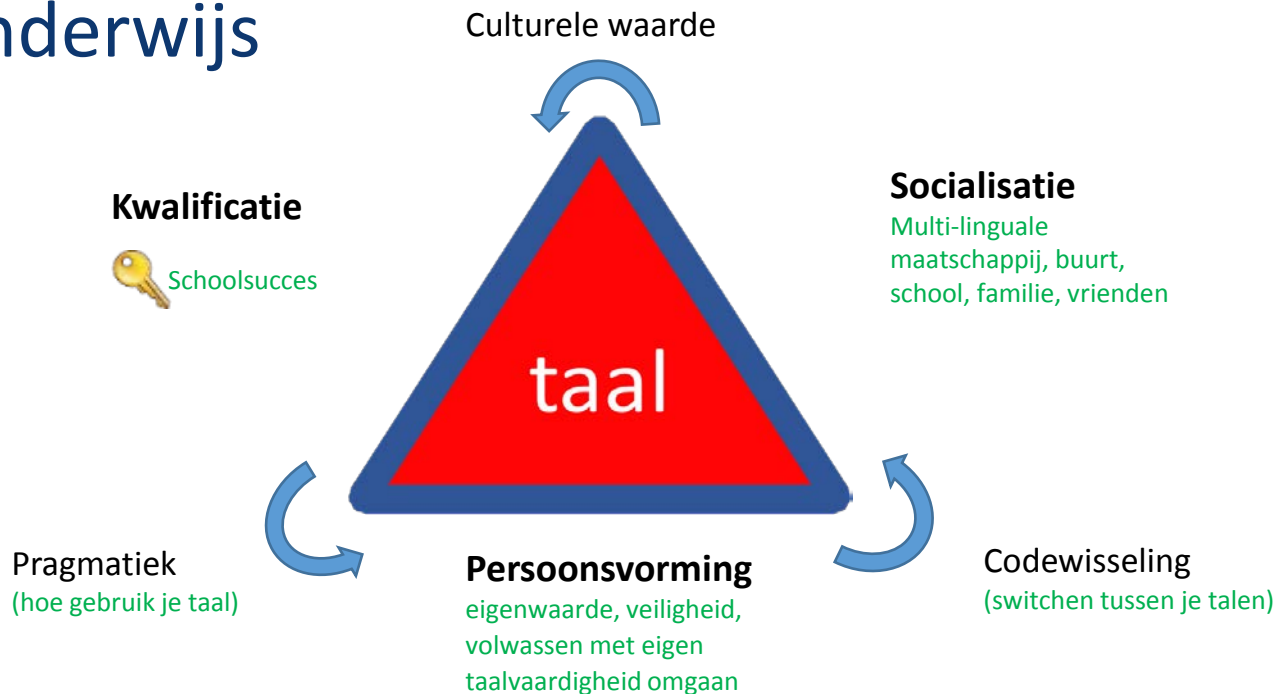 nderwijs
Culturele waarde
Kwalificatie
Schoolsucces
Socialisatie
Multi-linguale
maatschappij, buurt,
school, familie, vrienden
taal
Pragmatiek
(hoe gebruik je taal)
Persoonsvorming
eigenwaarde, veiligheid,
volwassen met eigen
taalvaardigheid omgaan
Codewisseling
(switchen tussen je talen)